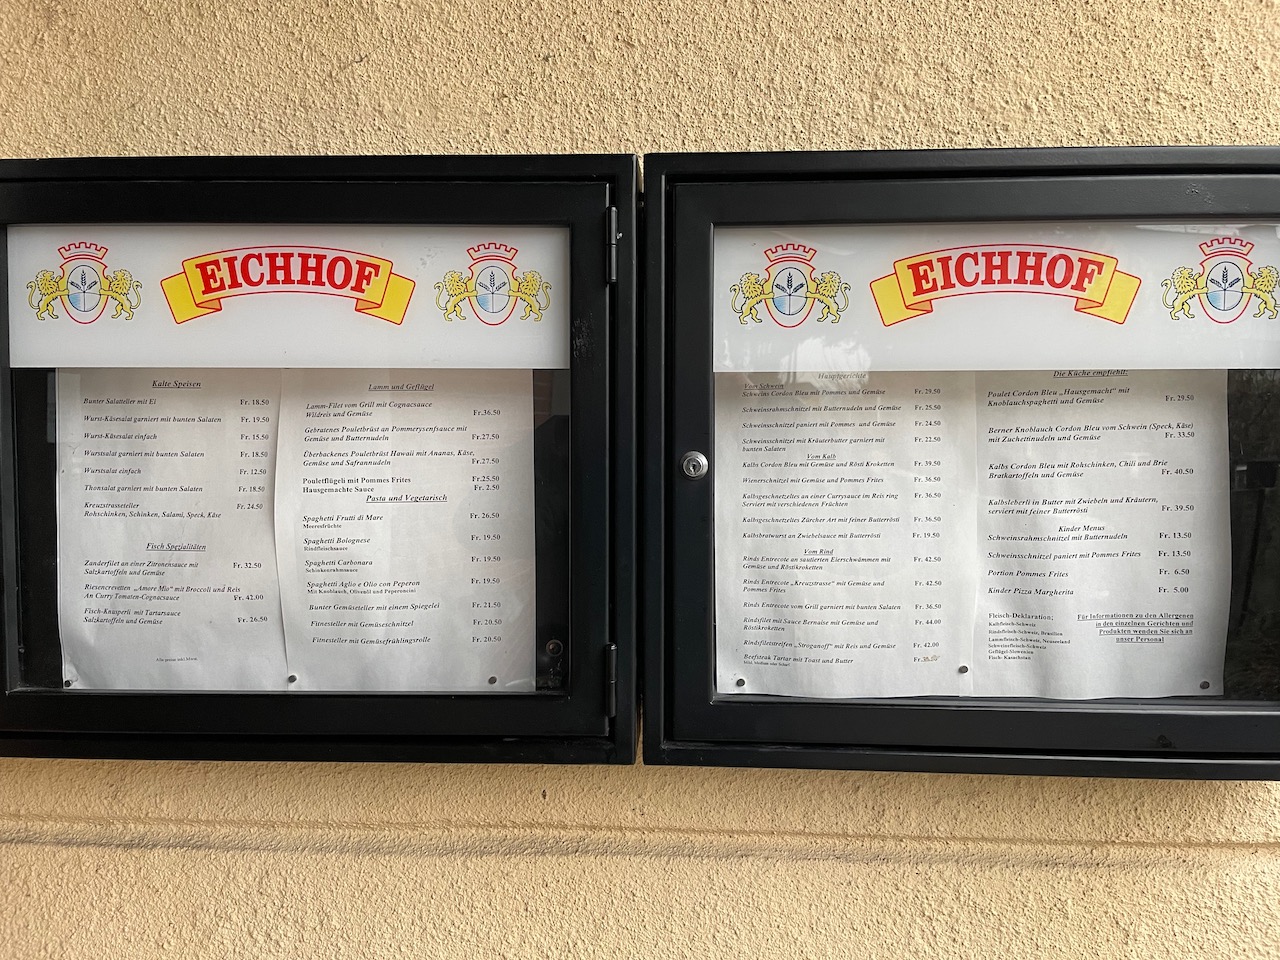 EICHHOF
Kalte Speisen
Bunter Salatteller mit Ei Fr. 18.50
Wurst-Käsesalat garniert mit bunten Salaten Fr. 19.50
Wurst-Käsesalat einfach Fr. 15.50
Wurstsalat garniert mit bunten Salaten Fr. 18.50
Wurstsalat einfach Fr. 12.50
Thonsalat garniert mit bunten Salaten Fr. 18.50
Kreuzstrasseteller Fr. 24.50
Rohschinken, Schinken, Salami, Speck, Käse
Fisch Spezialitäten
Zanderfilet an einer Zitronensauce mit Fr. 32.50
Salzkartoffeln und Gemüse
Riesencrevetten „Amore Mio" mit Broccoli und Reis
An Curry Tomaten-Cognacsauce Fr. 42.00
Fisch-Knusperli mit Tartarsauce
Salzkartoffeln und Gemüse Fr. 26.50
Lamm und Geflügel
Lamm-Filet vom Grill mit Cognacsauce
Wildreis und Gemüse Fr.36.50
Gebratenes Pouletbrüst an Pommerysenfsauce mit
Gemüse und Butternudeln Fr.27.50
Überbackenes Pouletbrüst Hawaii mit Ananas, Käse,
Gemüse und Safrannudeln Fr.27.50
Pouletflügeli mit Pommes Frites Fr.25.50
Hausgemachte Sauce Fr. 2.50
Pasta und Vegetarisch
Spaghetti Frutti di Mare Fr. 26.50
Meeresfrüchte
Spaghetti Bolognese Fr. 19.50
Rindfleischsauce
Spaghetti Carbonara Fr. 19.50
Schinkenrahmsauce
Spaghetti Aglio e Olio con Peperon Fr. 19.50
Mit Knoblauch, Olivenöl und Peperoncini
Bunter Gemüseteller mit einem Spiegelei Fr. 21.50
Fitnesteller mit Gemüseschnitzel Fr. 20.50
Fitnesteller mit Gemüsefrühlingsrolle Fr. 20.50
EICHHOF
Hauptgerichte
Vom Schwein
Schweins Cordon Bleu mit Pommes und Gemüse Fr. 29.50
Schweinsrahmschnitzel mit Butternudeln und Gemüse Fr. 25.50
Schweinsschnitzel paniert mit Pommes und Gemüse Fr. 24.50
Schweinsschnitzel mit Kräuterbutter garniert mit Fr. 22.50
bunten Salaten
Vom Kalb
Kalbs Cordon Bleu mit Gemüse und Rösti Kroketten Fr. 39.50
Wienerschnitzel mit Gemüse und Pommes Frites Fr. 36.50
Kalbsgeschnetzeltes an einer Currysauce im Reis ring Fr. 36.50
Serviert mit verschiedenen Früchten
Kalbsgeschnetzeltes Zürcher Art mit feiner Butterrösti Fr. 36.50
Kalbsbratwurst an Zwiebelsauce mit Butterrösti Fr. 19.50
Vom Rind
Rinds Entrecote an sautierten Eierschwämmen mit Fr. 42.50
Gemüse und Röstikroketten
Rinds Entrecote „Kreuzstrasse" mit Gemüse und Fr. 42.50
Pommes Frites
Rinds Entrecote vom Grill garniert mit bunten Salaten Fr. 36.50
Rindsfilet mit Sauce Bernaise mit Gemüse und Fr. 44.00
Röstikroketten
Rindsfiletstreifen „Stroganoff" mit Reis und Gemüse Fr. 42.00
Beefsteak Tartar mit Toast und Butter
Die Küche empfiehlt:
Poulet Cordon Bleu „Hausgemacht" mit
Knoblauchspaghetti und Gemüse Fr. 29.50
Berner Knoblauch Cordon Bleu vom Schwein (Speck, Käse)
mit Zuchettinudeln und Gemüse Fr. 33.50
Kalbs Cordon Bleu mit Rohschinken, Chili und Brie
Bratkartoffeln und Gemüse Fr. 40.50
Kalbsleberli in Butter mit Zwiebeln und Kräutern,
serviert mit feiner Butterrösti Fr. 39.50
Kinder Menus
Schweinsrahmschnitzel mit Butternudeln Fr. 13.50
Schweinsschnitzel paniert mit Pommes Frites Fr. 13.50
Portion Pommes Frites Fr. 6.50
Kinder Pizza Margherita Fr. 5.00
Fleisch-Deklaration;
Kalbfleisch-Schweiz
Rindfleisch-Schweiz, Brasilien
Lammfleisch-Schweiz, Neuseeland
Schweinefleisch-Schweiz
Geflügel-Slowenien
Fisch- Kasachstan
Für Informationen zu den Allergenen
in den einzelnen Gerichten und
Produkten wenden Sie sich an
unser Personal